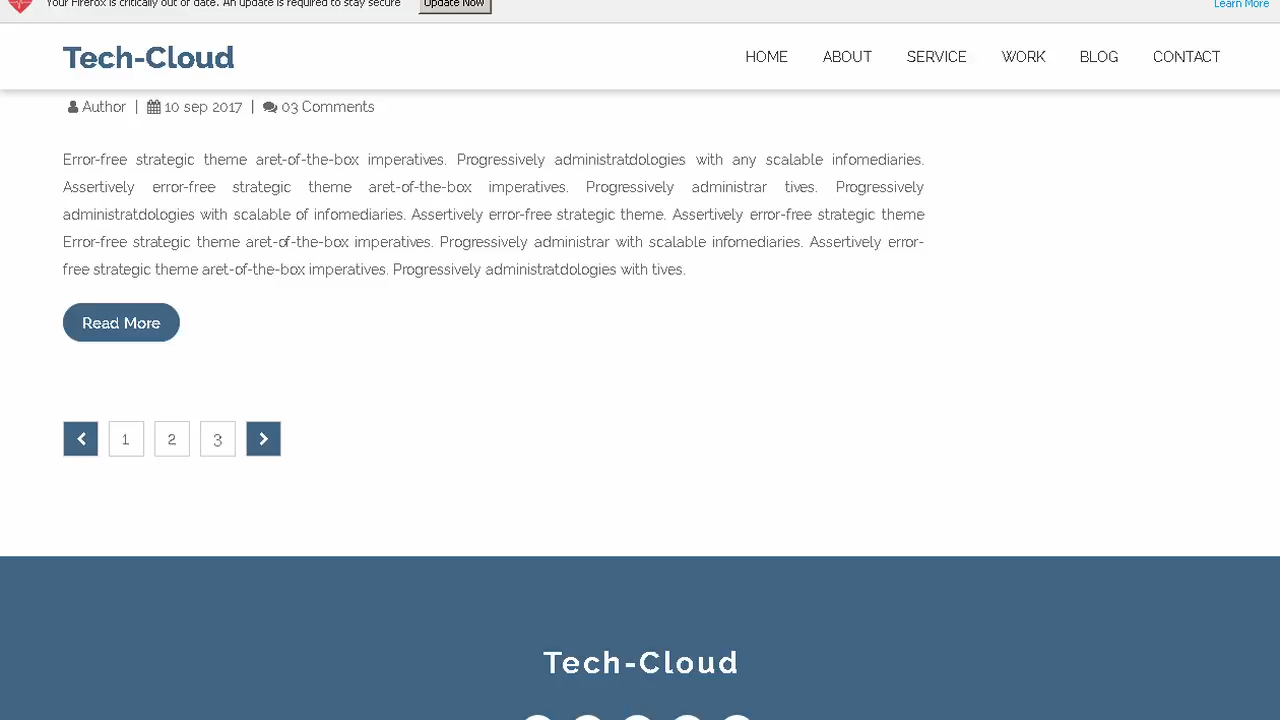 Your Firefox is critically out of date. An update is required to stay secure
Update Now
Learn More
Tech-Cloud
HOME ABOUT SERVICE WORK BLOG CONTACT
Author | 10 sep 2017 | 03 Comments
Error-free strategic theme aret-of-the-box imperatives. Progressively administratdologies with any scalable infomediaries.
Assertively error-free strategic theme aret-of-the-box imperatives. Progressively administrar tives. Progressively
administratdologies with scalable of infomediaries. Assertively error-free strategic theme. Assertively error-free strategic theme
Error-free strategic theme aret-of-the-box imperatives. Progressively administrar with scalable infomediaries. Assertively error-
free strategic theme aret-of-the-box imperatives. Progressively administratdologies with tives.
Read More
1 2 3
Tech-Cloud